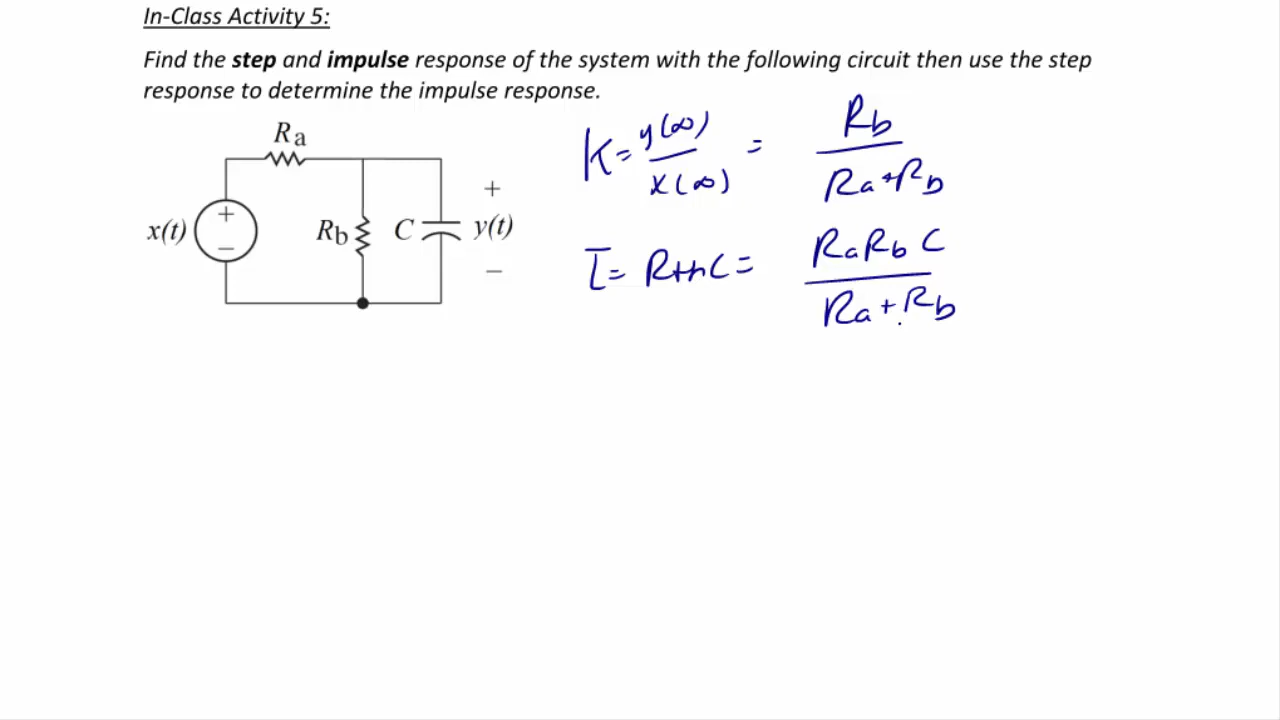 In-Class Activity 5:
Find the step and impulse response of the system with the following circuit then use the step
response to determine the impulse response.
Ra
x(t)
+
−
Rb
C
+
y(t)
−
K = y(∞) / x(∞) = Rb / Ra + Rb
τ = RthC = RaRbC / Ra + Rb